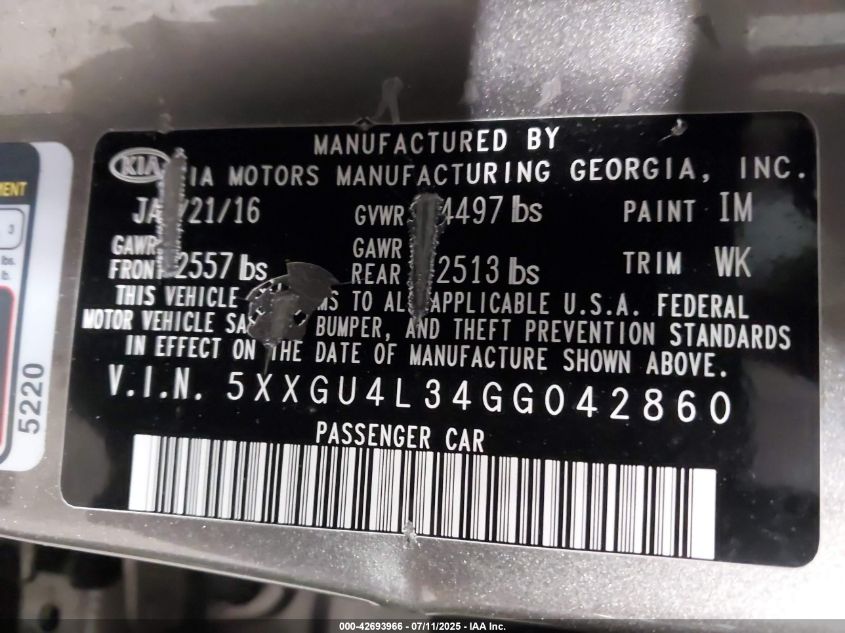 MANUFACTURED BY
KIA MOTORS MANUFACTURING GEORGIA, INC.
21/16 GVWR 4497 lbs PAINT IM
GAWR FRONT 2557 lbs GAWR REAR 2513 lbs TRIM WK
THIS VEHICLE TO ALL APPLICABLE U.S.A. FEDERAL
MOTOR VEHICLE BUMPER, AND THEFT PREVENTION STANDARDS
IN EFFECT ON THE DATE OF MANUFACTURE SHOWN ABOVE.
V.I.N. 5XXGU4L34GG042860
PASSENGER CAR
5220
000-42693966 - 07/11/2025 - IAA Inc.